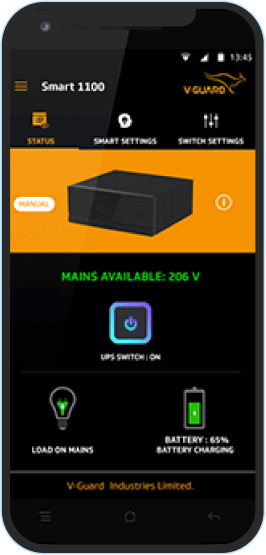 13:45
Smart 1100
V-GUARD
STATUS
SMART SETTINGS
SWITCH SETTINGS
MANUAL
i
MAINS AVAILABLE: 206 V
UPS SWITCH : ON
LOAD ON MAINS
BATTERY : 65%
BATTERY CHARGING
V-Guard Industries Limited.